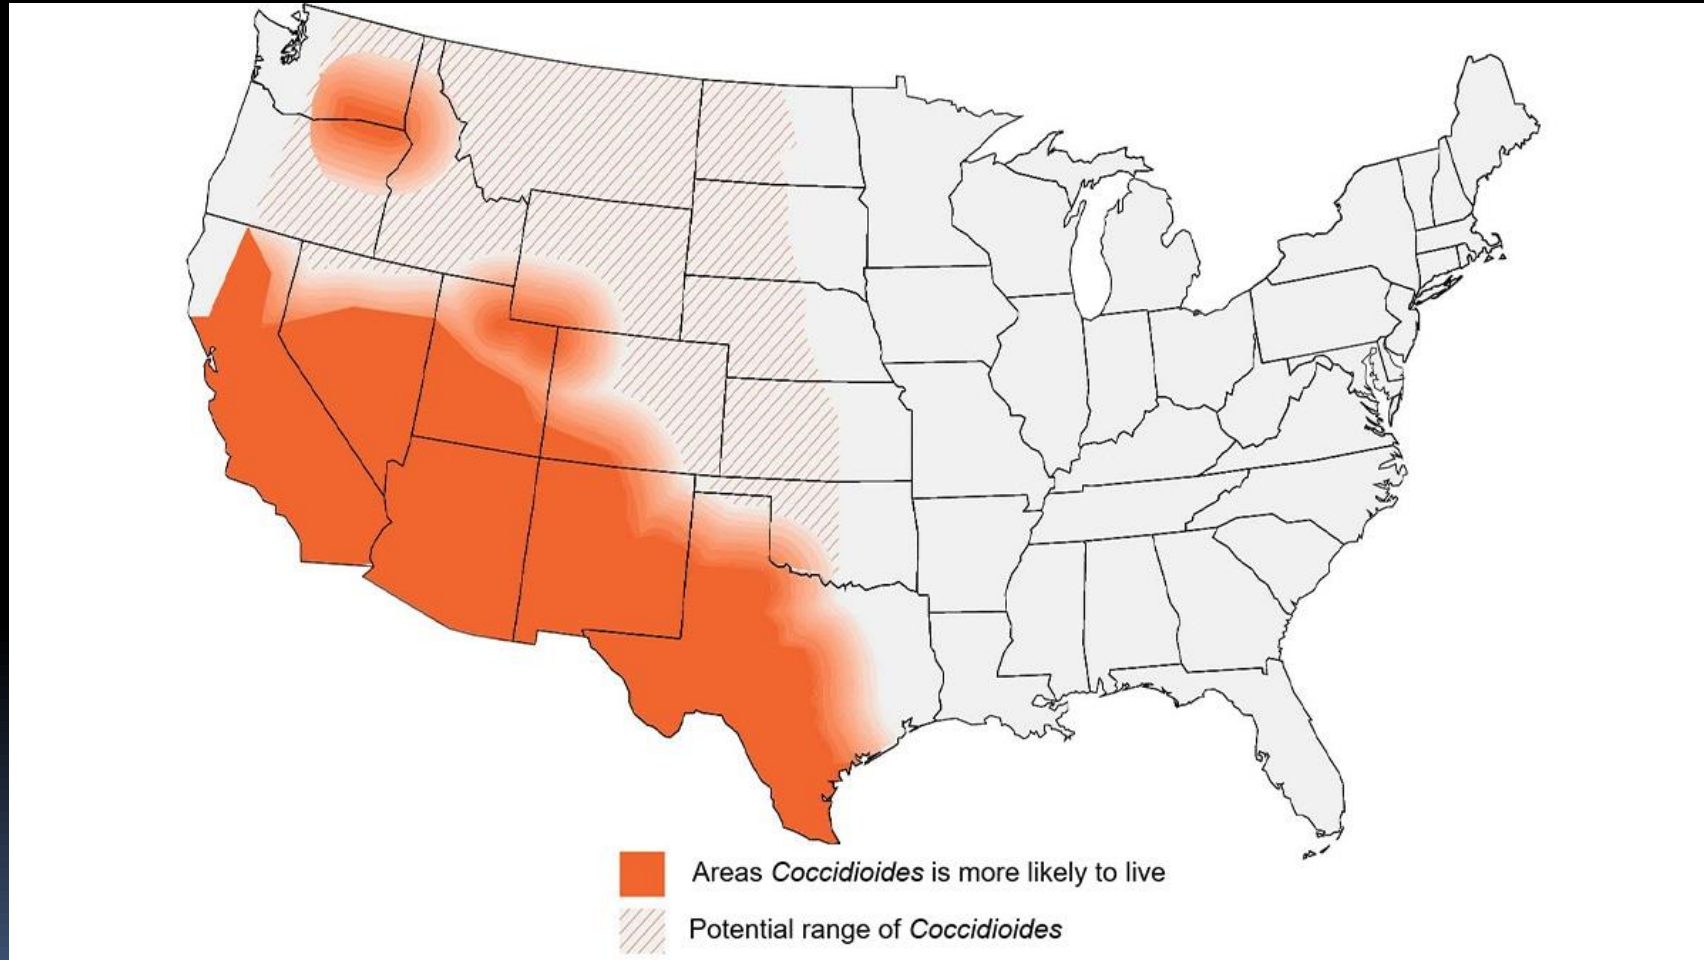 Areas Coccidioides is more likely to live
Potential range of Coccidioides